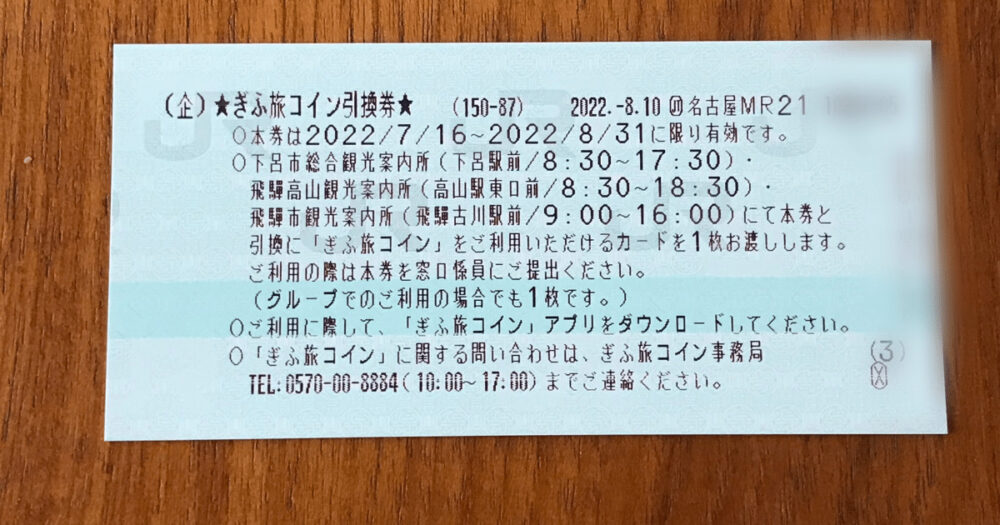 (企)★ぎふ旅コイン引換券★ (150-87) 2022.-8.10 名古屋MR21
○本券は2022/7/16~2022/8/31に限り有効です。
○下呂市総合観光案内所(下呂駅前/8:30~17:30)・
飛騨高山観光案内所(高山駅東口前/8:30~18:30)・
飛騨市観光案内所(飛騨古川駅前/9:00~16:00)にて本券と
引換に「ぎふ旅コイン」をご利用いただけるカードを1枚お渡しします。
ご利用の際は本券を窓口係員にご提出ください。
(グループでのご利用の場合でも1枚です。)
○ご利用に際して、「ぎふ旅コイン」アプリをダウンロードしてください。
○「ぎふ旅コイン」に関する問い合わせは、ぎふ旅コイン事務局 (3)
TEL:0570-00-8884(10:00~17:00)までご連絡ください。